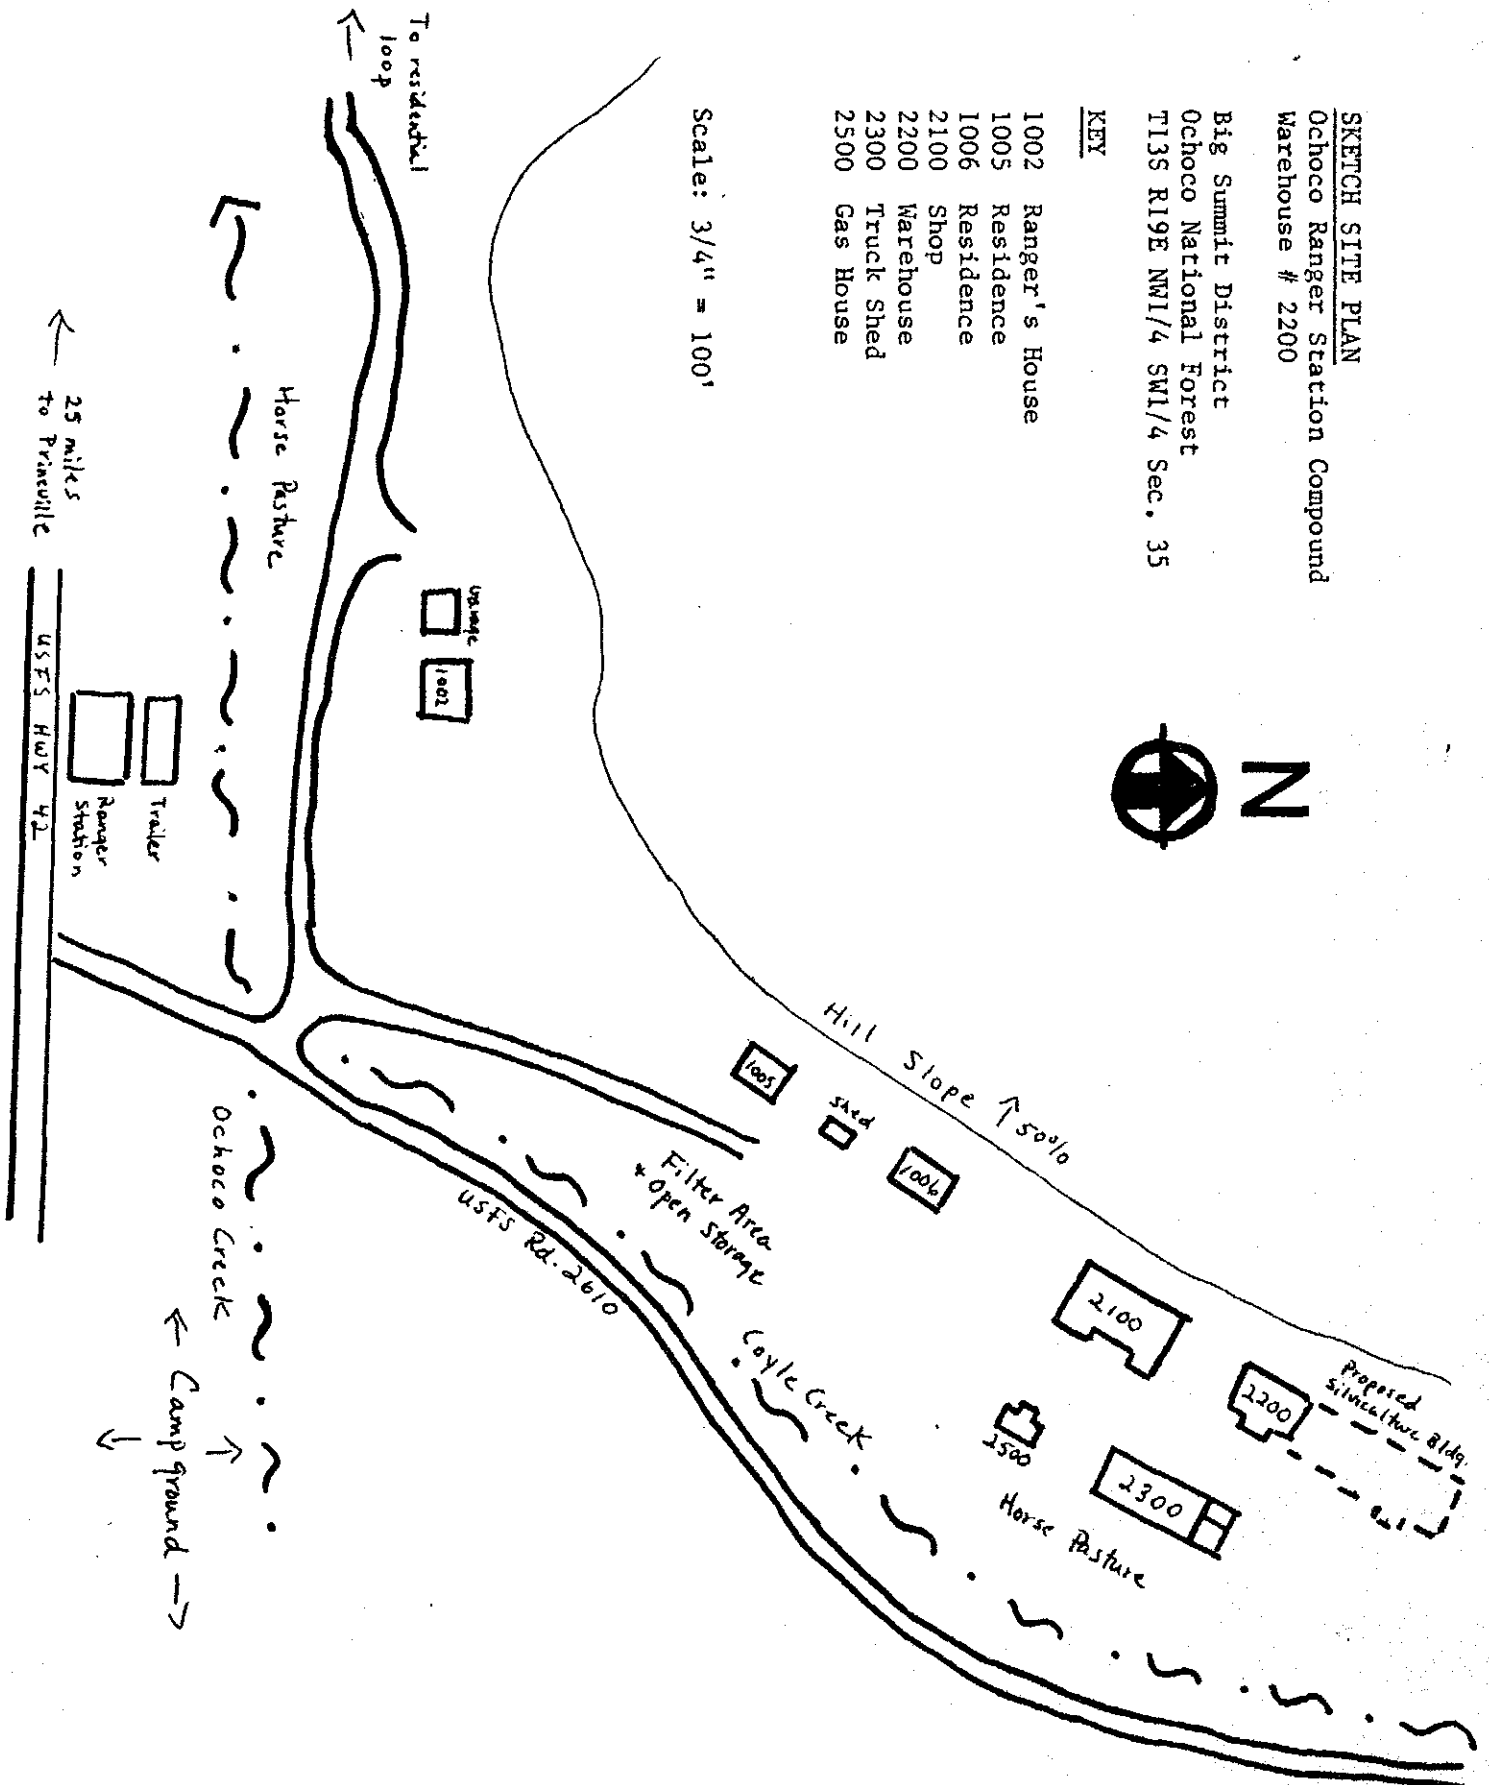 SKETCH SITE PLAN
Ochoco Ranger Station Compound
Warehouse # 2200
Big Summit District
Ochoco National Forest
T13S R19E NW1/4 SW1/4 Sec. 35
KEY
1002 Ranger's House
1005 Residence
1006 Residence
2100 Shop
2200 Warehouse
2300 Truck Shed
2500 Gas House
Scale: 3/4" = 100'
N
To residential
loop
←
Hill Slope ↑ 50%
Proposed
Silviculture Bldg.
2200
2100
2300
2500
Horse Pasture
1006
shed
1005
Garage
1002
Filter Area
* Open Storage
Coyle Creek
USFS Rd. 2610
Horse Pasture
Ochoco Creek
← Campground →
Trailer
Ranger
Station
← 25 miles
to Prineville
USFS HWY 42